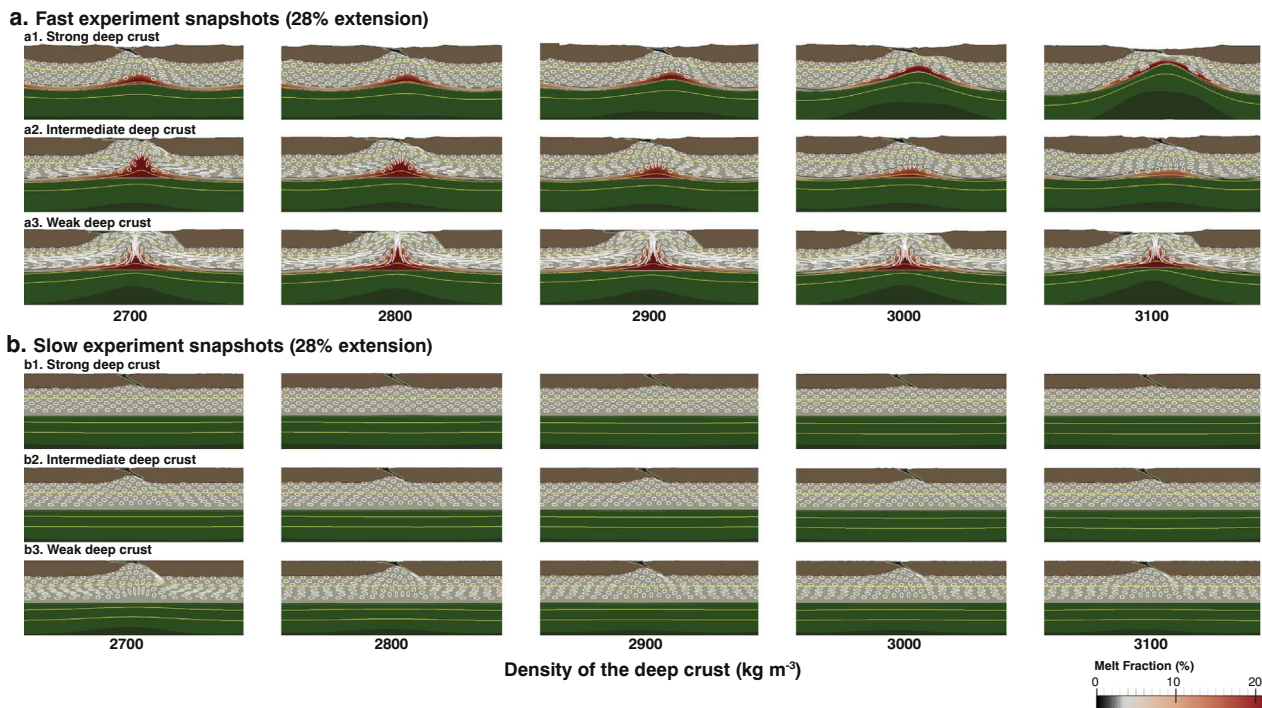 a. Fast experiment snapshots (28% extension)
a1. Strong deep crust
a2. Intermediate deep crust
a3. Weak deep crust
2700 2800 2900 3000 3100
b. Slow experiment snapshots (28% extension)
b1. Strong deep crust
b2. Intermediate deep crust
b3. Weak deep crust
2700 2800 2900 3000 3100
Density of the deep crust (kg m⁻³)
Melt Fraction (%)
0 10 20